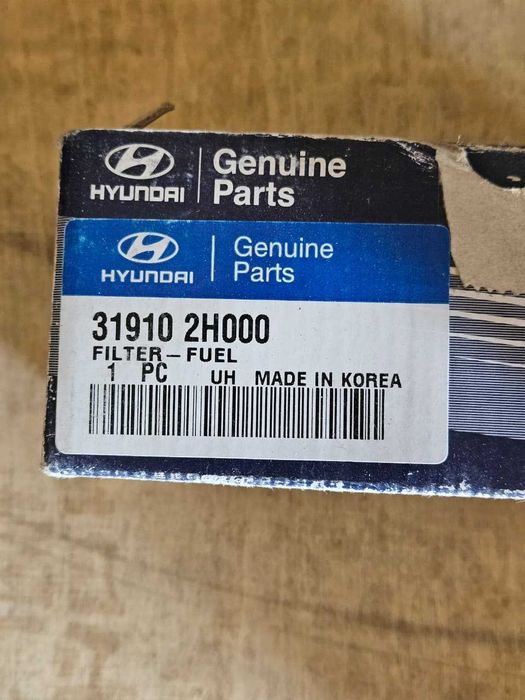 HYUNDAI
Genuine
Parts
HYUNDAI
Genuine
Parts
31910 2H000
FILTER-FUEL
1 PC UH MADE IN KOREA